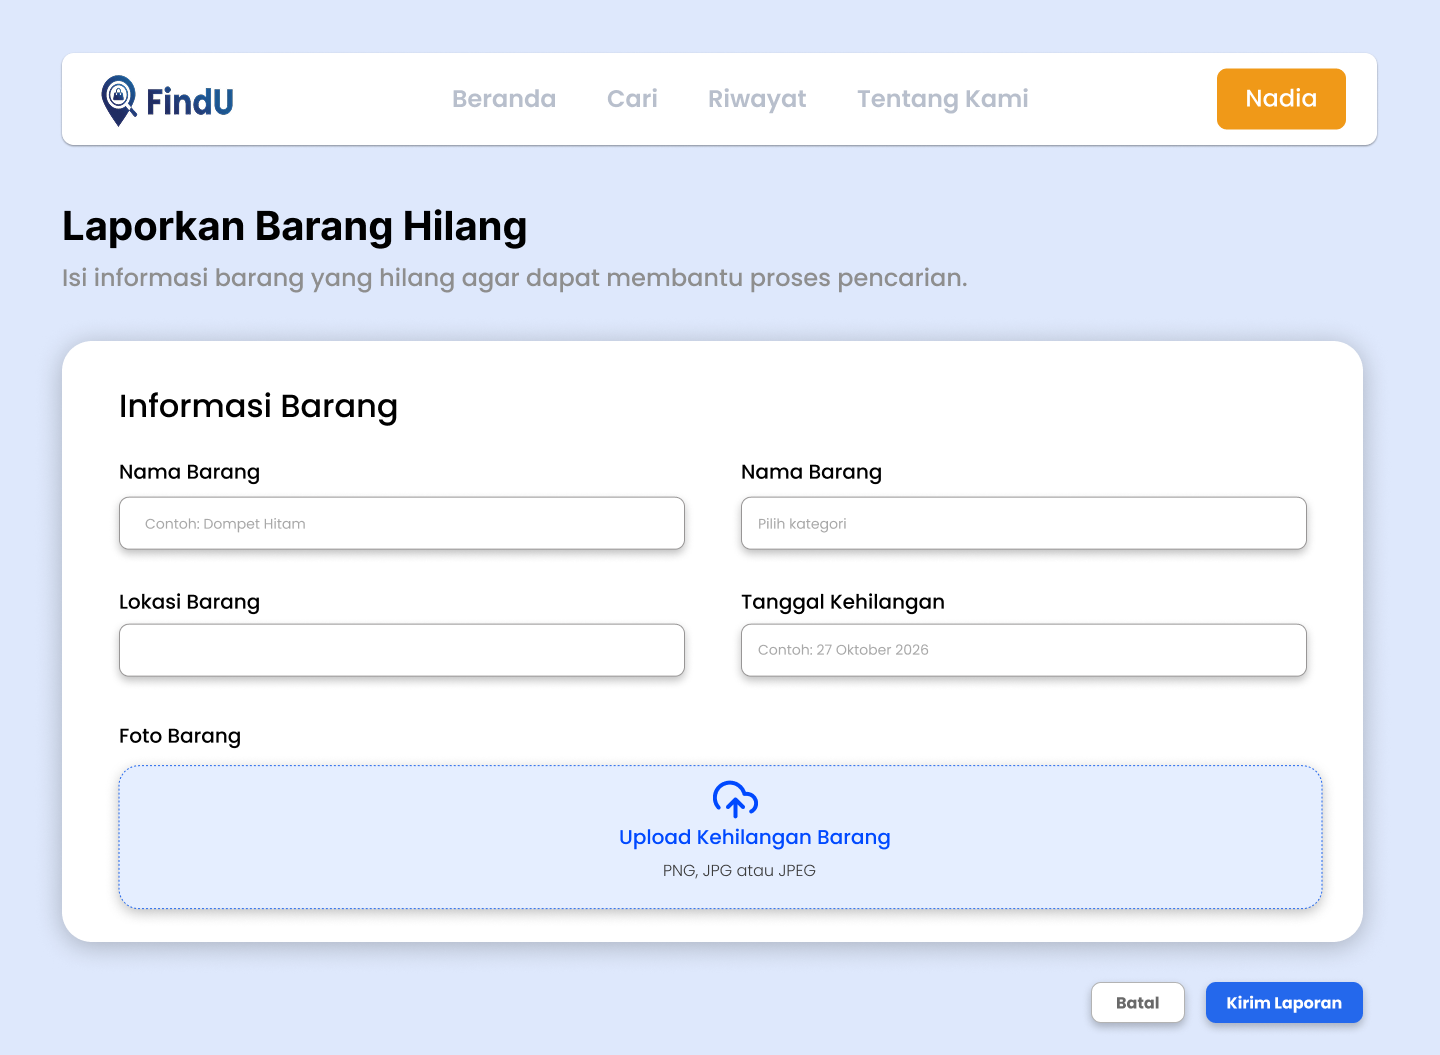 FindU
Beranda Cari Riwayat Tentang Kami
Nadia
Laporkan Barang Hilang
Isi informasi barang yang hilang agar dapat membantu proses pencarian.
Informasi Barang
Nama Barang
Contoh: Dompet Hitam
Nama Barang
Pilih kategori
Lokasi Barang
Tanggal Kehilangan
Contoh: 27 Oktober 2026
Foto Barang
Upload Kehilangan Barang
PNG, JPG atau JPEG
Batal
Kirim Laporan